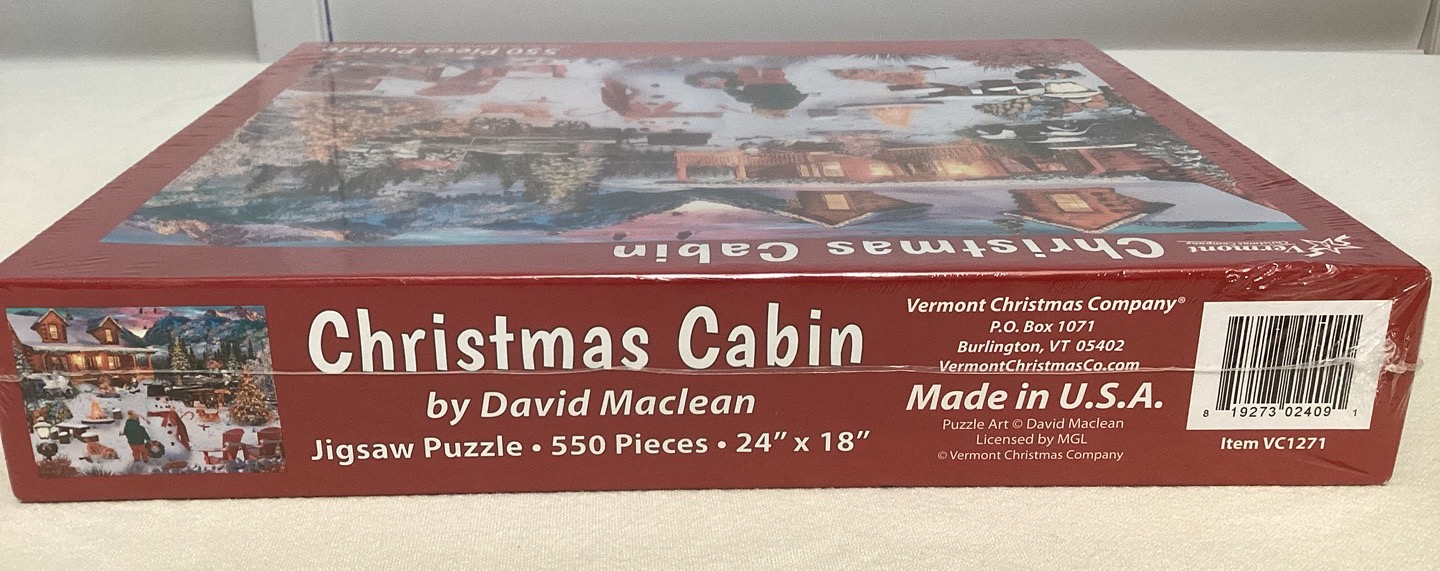 550 Piece Puzzle
Christmas Cabin
Vermont
Christmas Company
Christmas Cabin
by David Maclean
Jigsaw Puzzle • 550 Pieces • 24” x 18”
Vermont Christmas Company®
P.O. Box 1071
Burlington, VT 05402
VermontChristmasCo.com
Made in U.S.A.
Puzzle Art © David Maclean
Licensed by MGL
© Vermont Christmas Company
8 19273 02409 1
Item VC1271